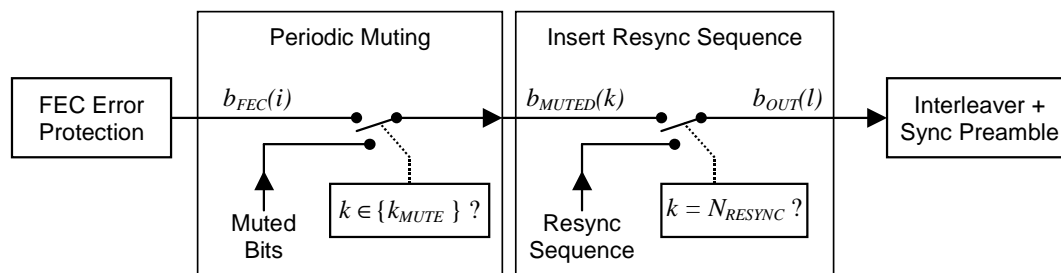 Periodic Muting
Insert Resync Sequence
FEC Error
Protection
b_FEC(i)
b_MUTED(k)
b_OUT(l)
Interleaver +
Sync Preamble
Muted
Bits
k ∈ {k_MUTE } ?
Resync
Sequence
k = N_RESYNC ?